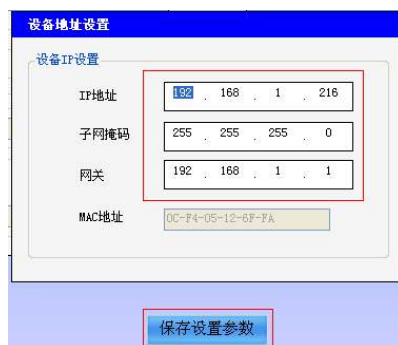 设备地址设置
设备IP设置
IP地址 192 . 168 . 1 . 216
子网掩码 255 . 255 . 255 . 0
网关 192 . 168 . 1 . 1
MAC地址 0C-F4-05-12-6F-FA
保存设置参数